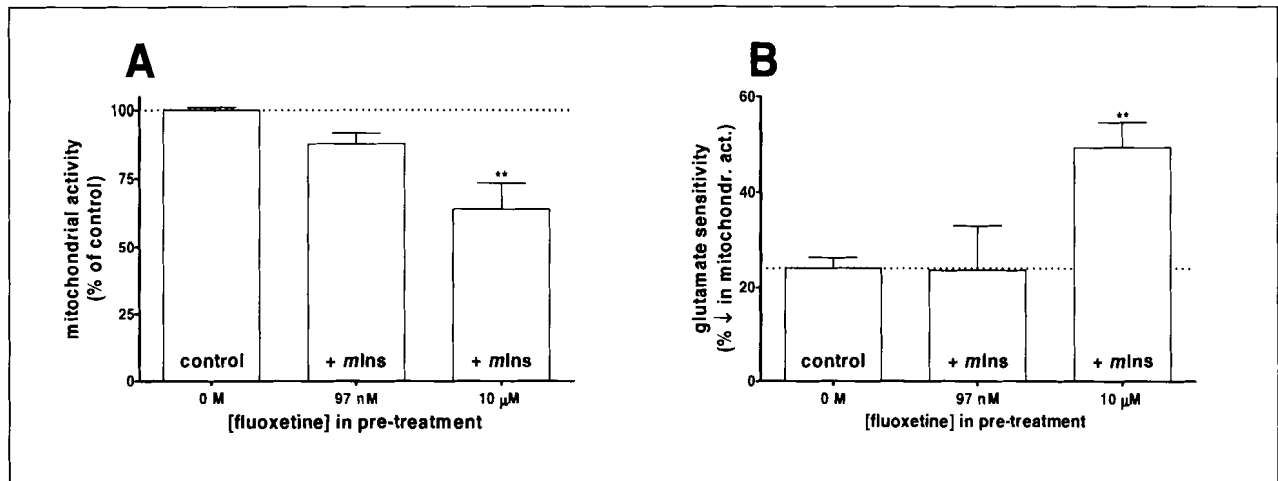 A
mitochondrial activity
(% of control)
100
75
50
25
0
control
+ mIns
+ mIns
**
0 M
97 nM
10 µM
[fluoxetine] in pre-treatment
B
glutamate sensitivity
(% ↓ in mitochondr. act.)
60
40
20
0
control
+ mIns
+ mIns
**
0 M
97 nM
10 µM
[fluoxetine] in pre-treatment